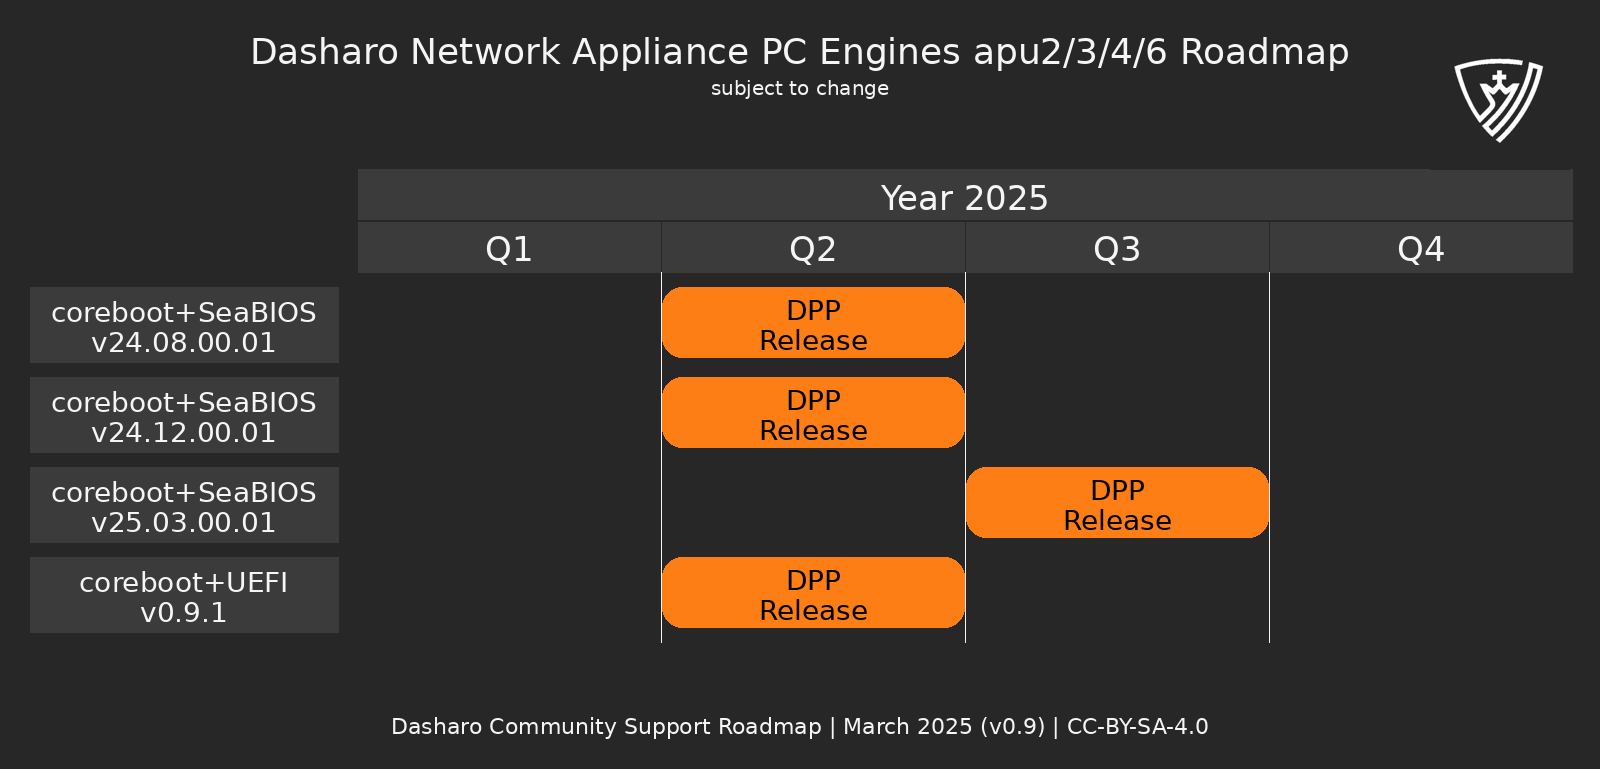 Dasharo Network Appliance PC Engines apu2/3/4/6 Roadmap
subject to change
Year 2025
Q1
Q2
Q3
Q4
coreboot+SeaBIOS
v24.08.00.01
DPP
Release
coreboot+SeaBIOS
v24.12.00.01
DPP
Release
coreboot+SeaBIOS
v25.03.00.01
DPP
Release
coreboot+UEFI
v0.9.1
DPP
Release
Dasharo Community Support Roadmap | March 2025 (v0.9) | CC-BY-SA-4.0